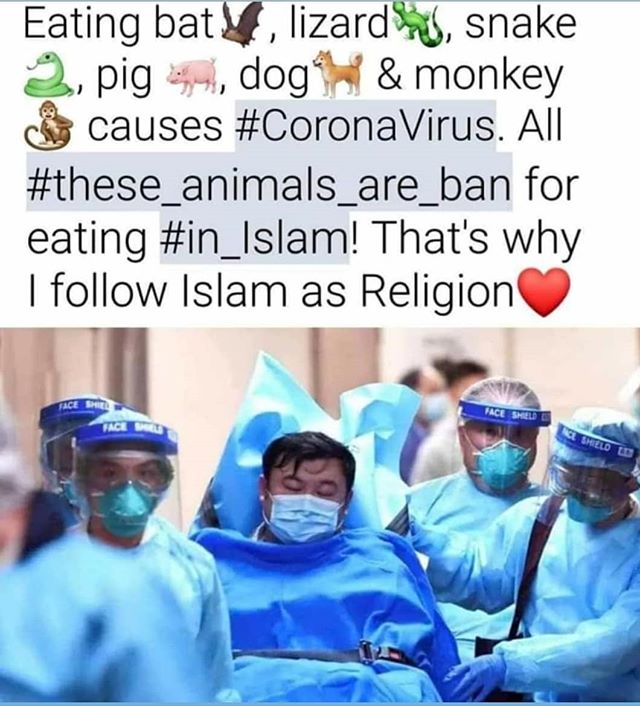 Eating bat🦇, lizard🦎, snake
🐍, pig 🐖, dog🐕 & monkey
🐒 causes #CoronaVirus. All
#these_animals_are_ban for
eating #in_Islam! That's why
I follow Islam as Religion❤️
FACE SHIELD
FACE SHIELD
FACE SHIELD
FACE SHIELD